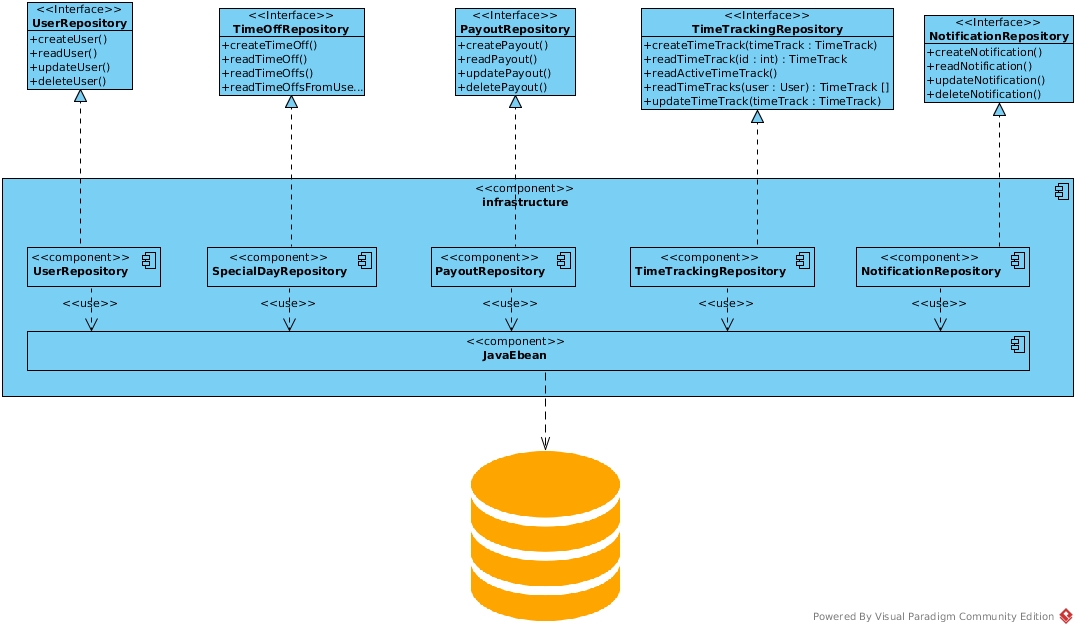 <<Interface>>
UserRepository
+createUser()
+readUser()
+updateUser()
+deleteUser()
<<Interface>>
TimeOffRepository
+createTimeOff()
+readTimeOff()
+readTimeOffs()
+readTimeOffsFromUse...
<<Interface>>
PayoutRepository
+createPayout()
+readPayout()
+updatePayout()
+deletePayout()
<<Interface>>
TimeTrackingRepository
+createTimeTrack(timeTrack : TimeTrack)
+readTimeTrack(id : int) : TimeTrack
+readActiveTimeTrack()
+readTimeTracks(user : User) : TimeTrack []
+updateTimeTrack(timeTrack : TimeTrack)
<<Interface>>
NotificationRepository
+createNotification()
+readNotification()
+updateNotification()
+deleteNotification()
<<component>>
infrastructure
<<component>>
UserRepository
<<component>>
SpecialDayRepository
<<component>>
PayoutRepository
<<component>>
TimeTrackingRepository
<<component>>
NotificationRepository
<<use>>
<<use>>
<<use>>
<<use>>
<<use>>
<<component>>
JavaEbean
Powered By Visual Paradigm Community Edition